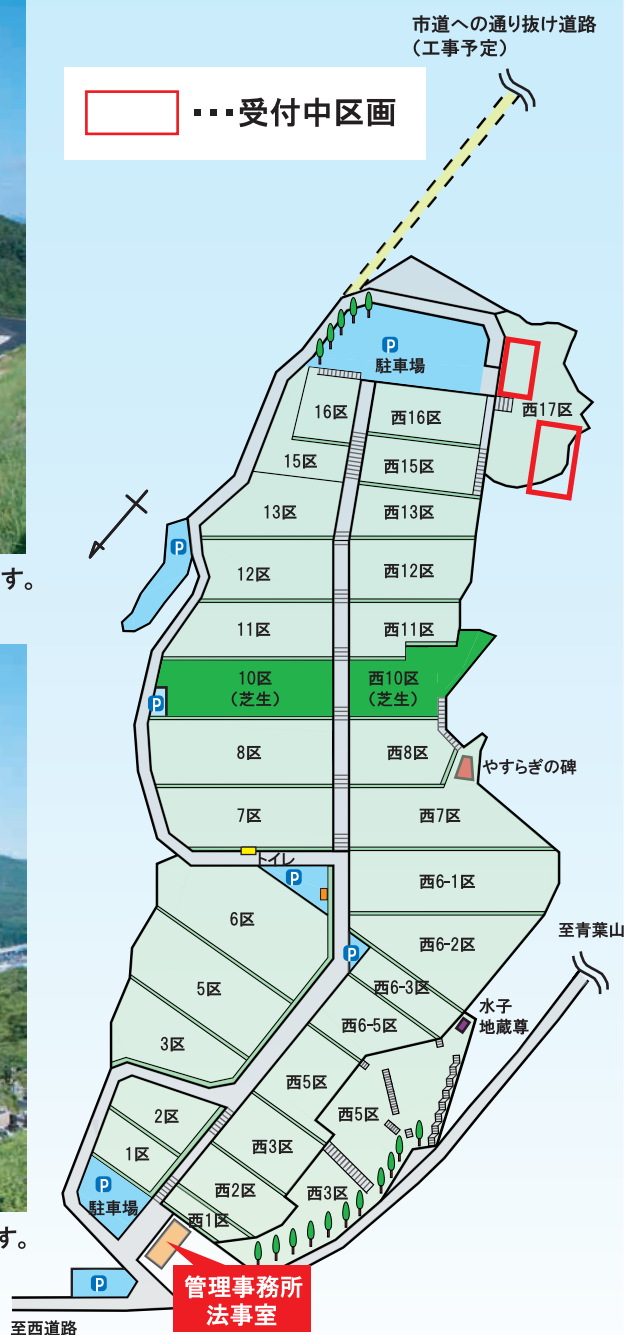 市道への通り抜け道路
（工事予定）
･･･受付中区画
P
駐車場
西17区
16区
西16区
15区
西15区
13区
西13区
P
す。
12区
西12区
11区
西11区
10区
（芝生）
西10区
（芝生）
P
8区
西8区
やすらぎの碑
7区
西7区
トイレ
P
西6-1区
6区
西6-2区
至青葉山
P
西6-3区
5区
水子
地蔵尊
西6-5区
3区
西5区
西5区
2区
西3区
1区
P
駐車場
西2区
西3区
西1区
す。
管理事務所
法事室
P
至西道路